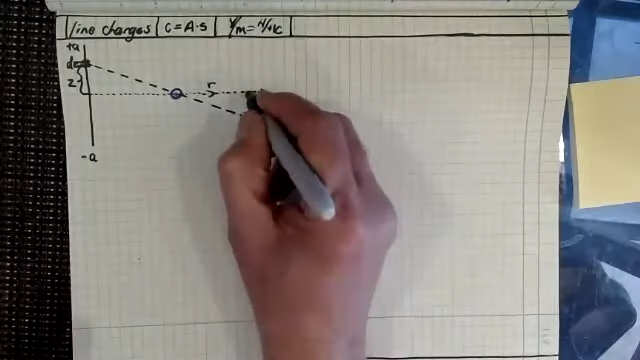 line charges C = A·s V/m = N/C
+a
dz
z
r
-a